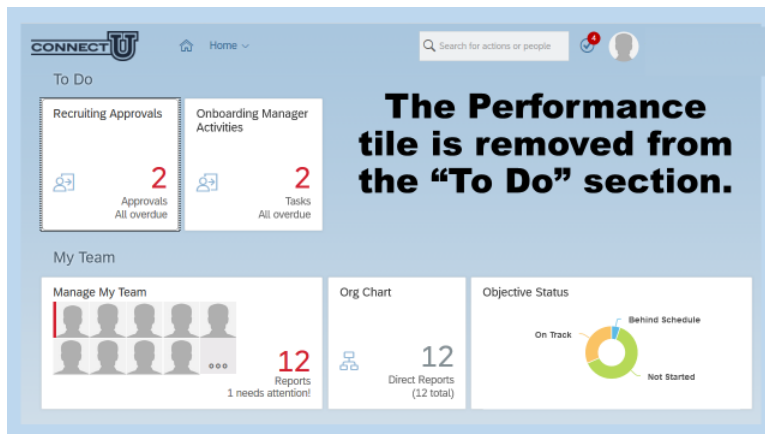 CONNECT U
Home
Search for actions or people
4
To Do
The Performance
tile is removed from
the “To Do” section.
Recruiting Approvals
2
Approvals
All overdue
Onboarding Manager
Activities
2
Tasks
All overdue
My Team
Manage My Team
12
Reports
1 needs attention!
Org Chart
12
Direct Reports
(12 total)
Objective Status
Behind Schedule
On Track
Not Started